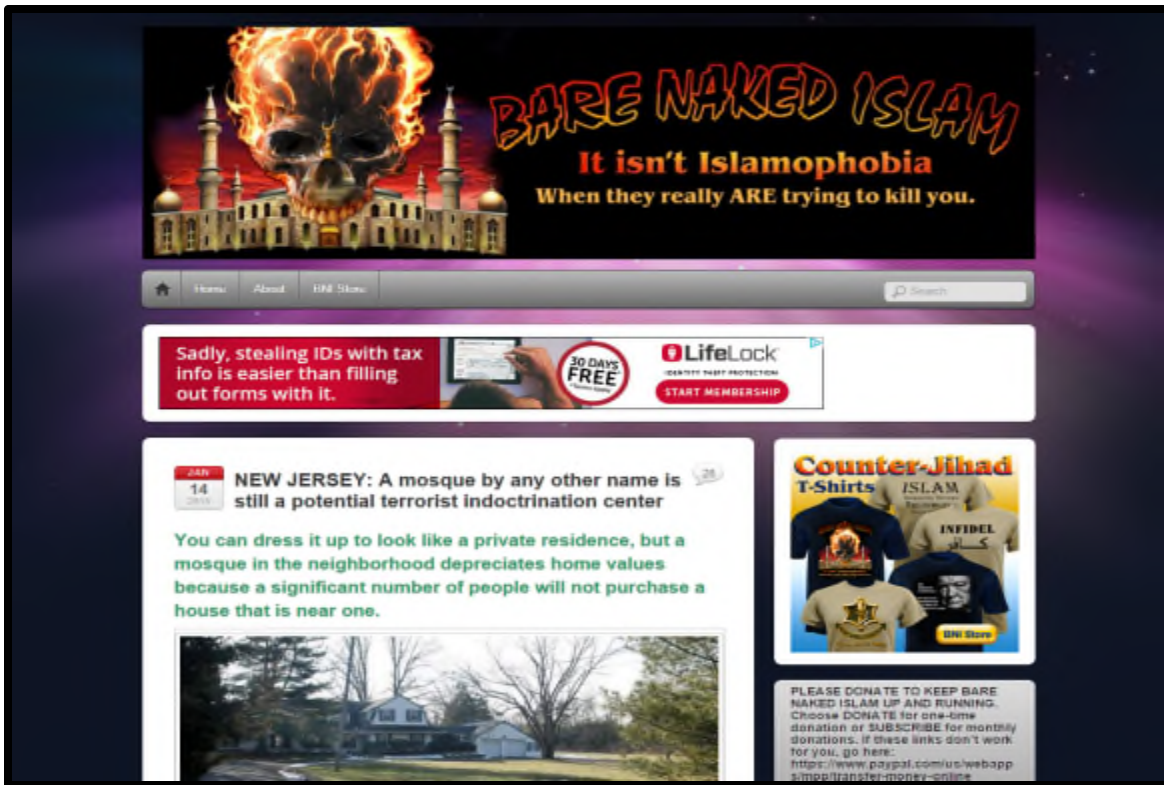 BARE NAKED ISLAM
It isn't Islamophobia
When they really ARE trying to kill you.
Home About BNI Store
Search
Sadly, stealing IDs with tax
info is easier than filling
out forms with it.
30 DAYS
FREE
LifeLock
IDENTITY THEFT PROTECTION
START MEMBERSHIP
JAN
14
NEW JERSEY: A mosque by any other name is
still a potential terrorist indoctrination center
You can dress it up to look like a private residence, but a
mosque in the neighborhood depreciates home values
because a significant number of people will not purchase a
house that is near one.
Counter-Jihad
T-Shirts
ISLAM
INFIDEL
كافر
BNI Store
PLEASE DONATE TO KEEP BARE
NAKED ISLAM UP AND RUNNING.
Choose DONATE for one-time
donation or SUBSCRIBE for monthly
donations. If these links don't work
for you, go here:
https://www.paypal.com/us/webapp
s/mpp/transfer-money-online